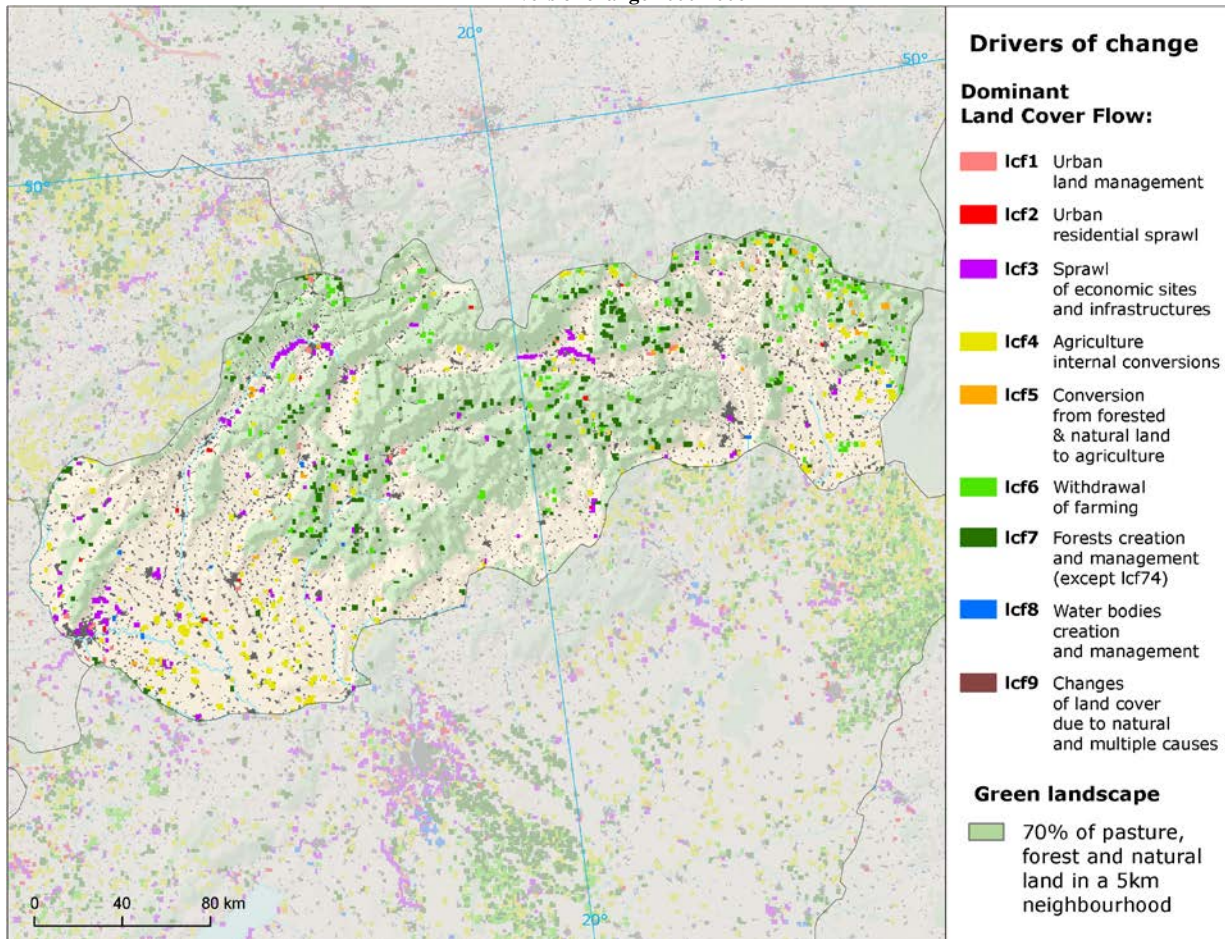 20°
50°
50°
20°
0 40 80 km
Drivers of change
Dominant
Land Cover Flow:
lcf1 Urban
land management
lcf2 Urban
residential sprawl
lcf3 Sprawl
of economic sites
and infrastructures
lcf4 Agriculture
internal conversions
lcf5 Conversion
from forested
& natural land
to agriculture
lcf6 Withdrawal
of farming
lcf7 Forests creation
and management
(except lcf74)
lcf8 Water bodies
creation
and management
lcf9 Changes
of land cover
due to natural
and multiple causes
Green landscape
70% of pasture,
forest and natural
land in a 5km
neighbourhood